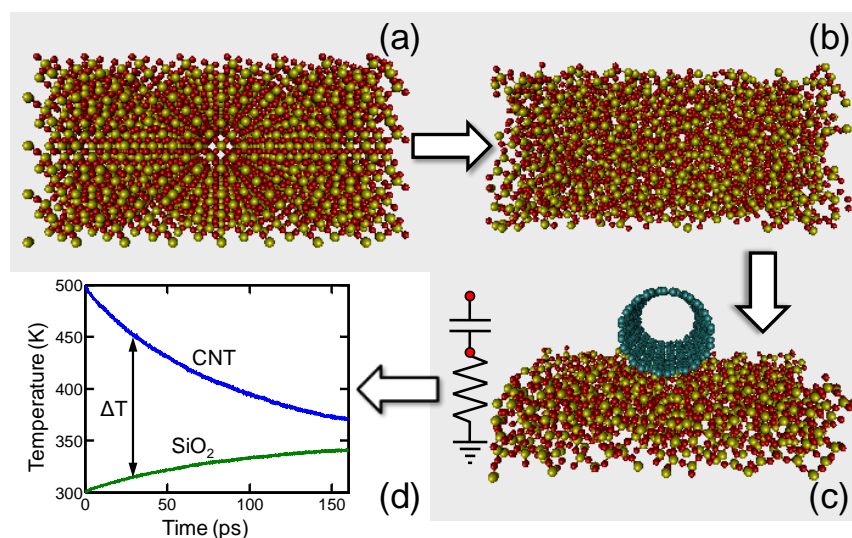 (a)
(b)
500
450
400
350
300
Temperature (K)
CNT
ΔT
SiO₂
0
50
100
150
Time (ps)
(d)
(c)